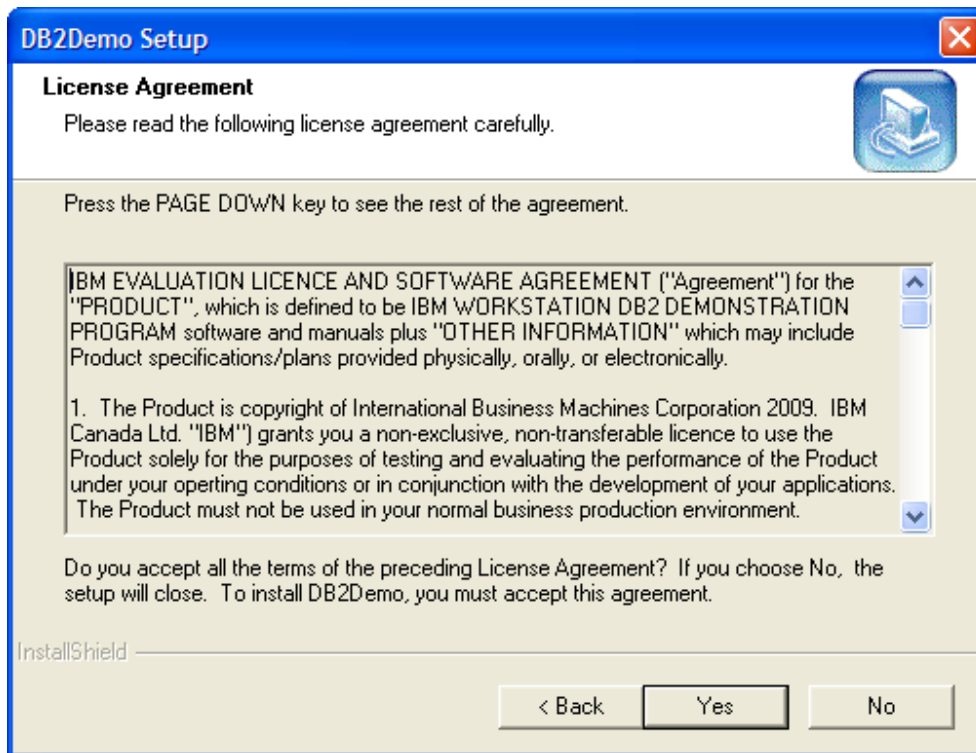 DB2Demo Setup
License Agreement
Please read the following license agreement carefully.
Press the PAGE DOWN key to see the rest of the agreement.
IBM EVALUATION LICENCE AND SOFTWARE AGREEMENT (''Agreement'') for the
"PRODUCT", which is defined to be IBM WORKSTATION DB2 DEMONSTRATION
PROGRAM software and manuals plus "OTHER INFORMATION" which may include
Product specifications/plans provided physically, orally, or electronically.
1.  The Product is copyright of International Business Machines Corporation 2009.  IBM
Canada Ltd. "IBM") grants you a non-exclusive, non-transferable licence to use the
Product solely for the purposes of testing and evaluating the performance of the Product
under your operting conditions or in conjunction with the development of your applications.
The Product must not be used in your normal business production environment.
Do you accept all the terms of the preceding License Agreement?  If you choose No,  the
setup will close.  To install DB2Demo, you must accept this agreement.
InstallShield
< Back
Yes
No